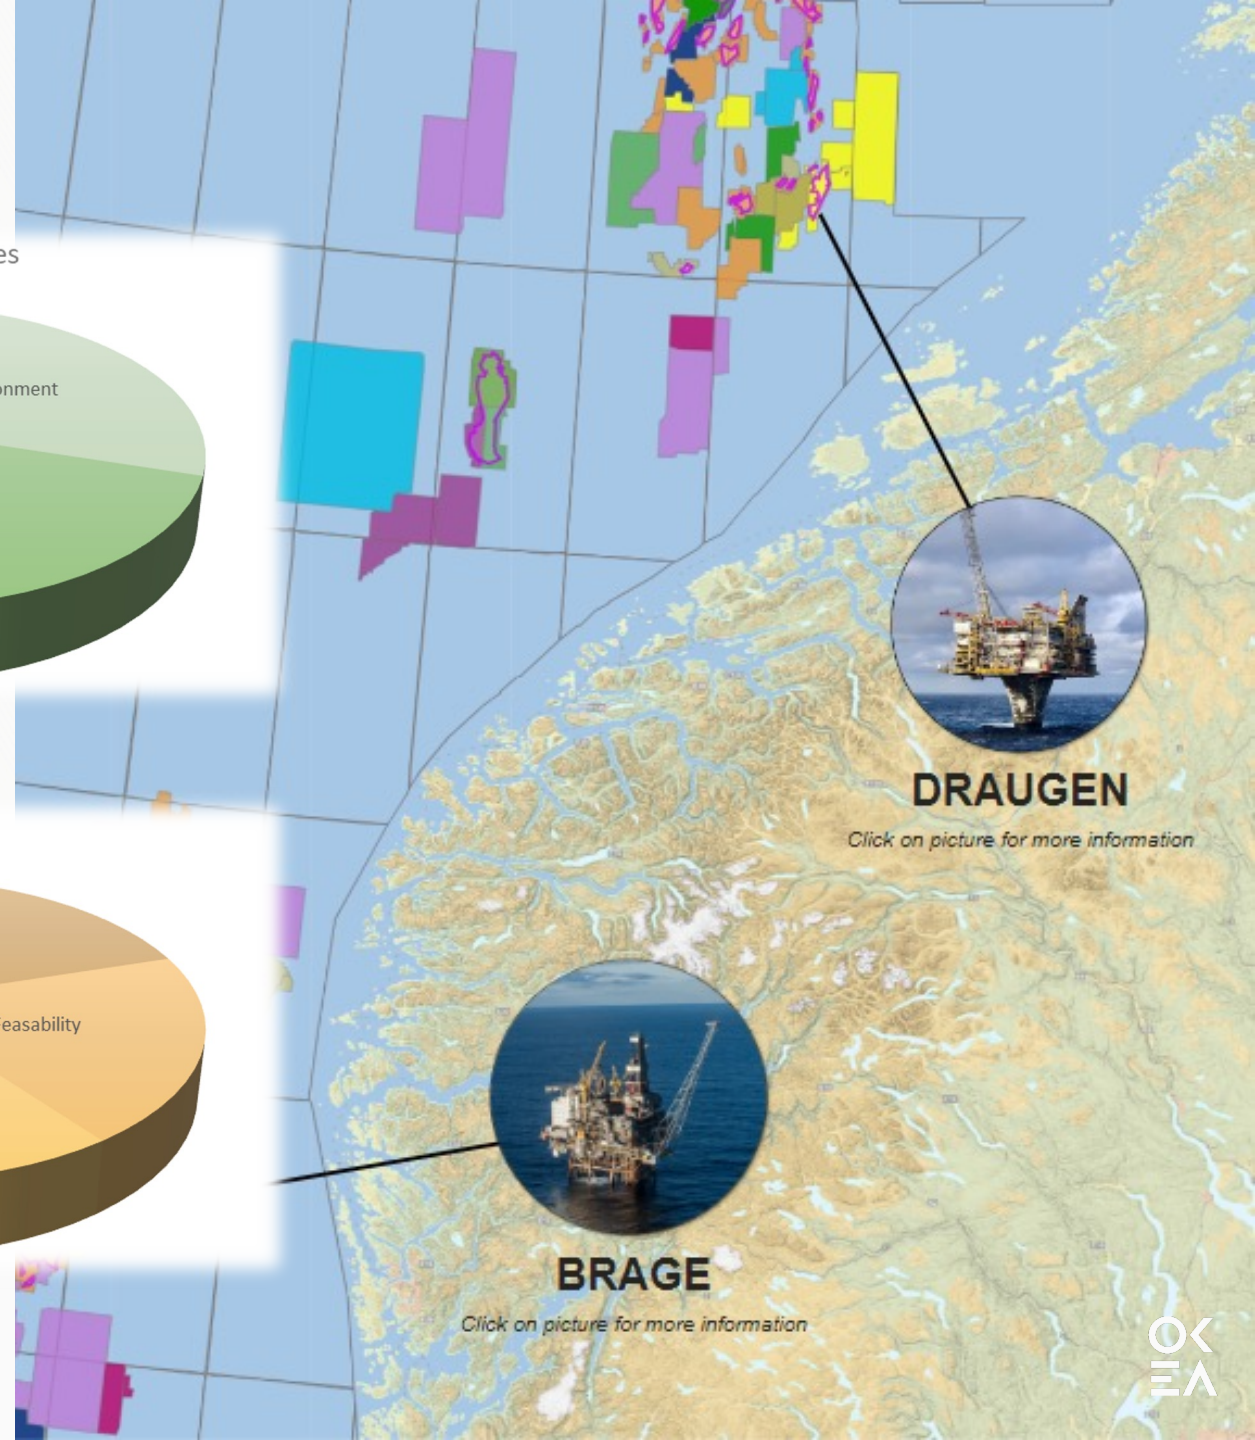 es
onment
DRAUGEN
Click on picture for more information
easability
BRAGE
Click on picture for more information
OK
EA